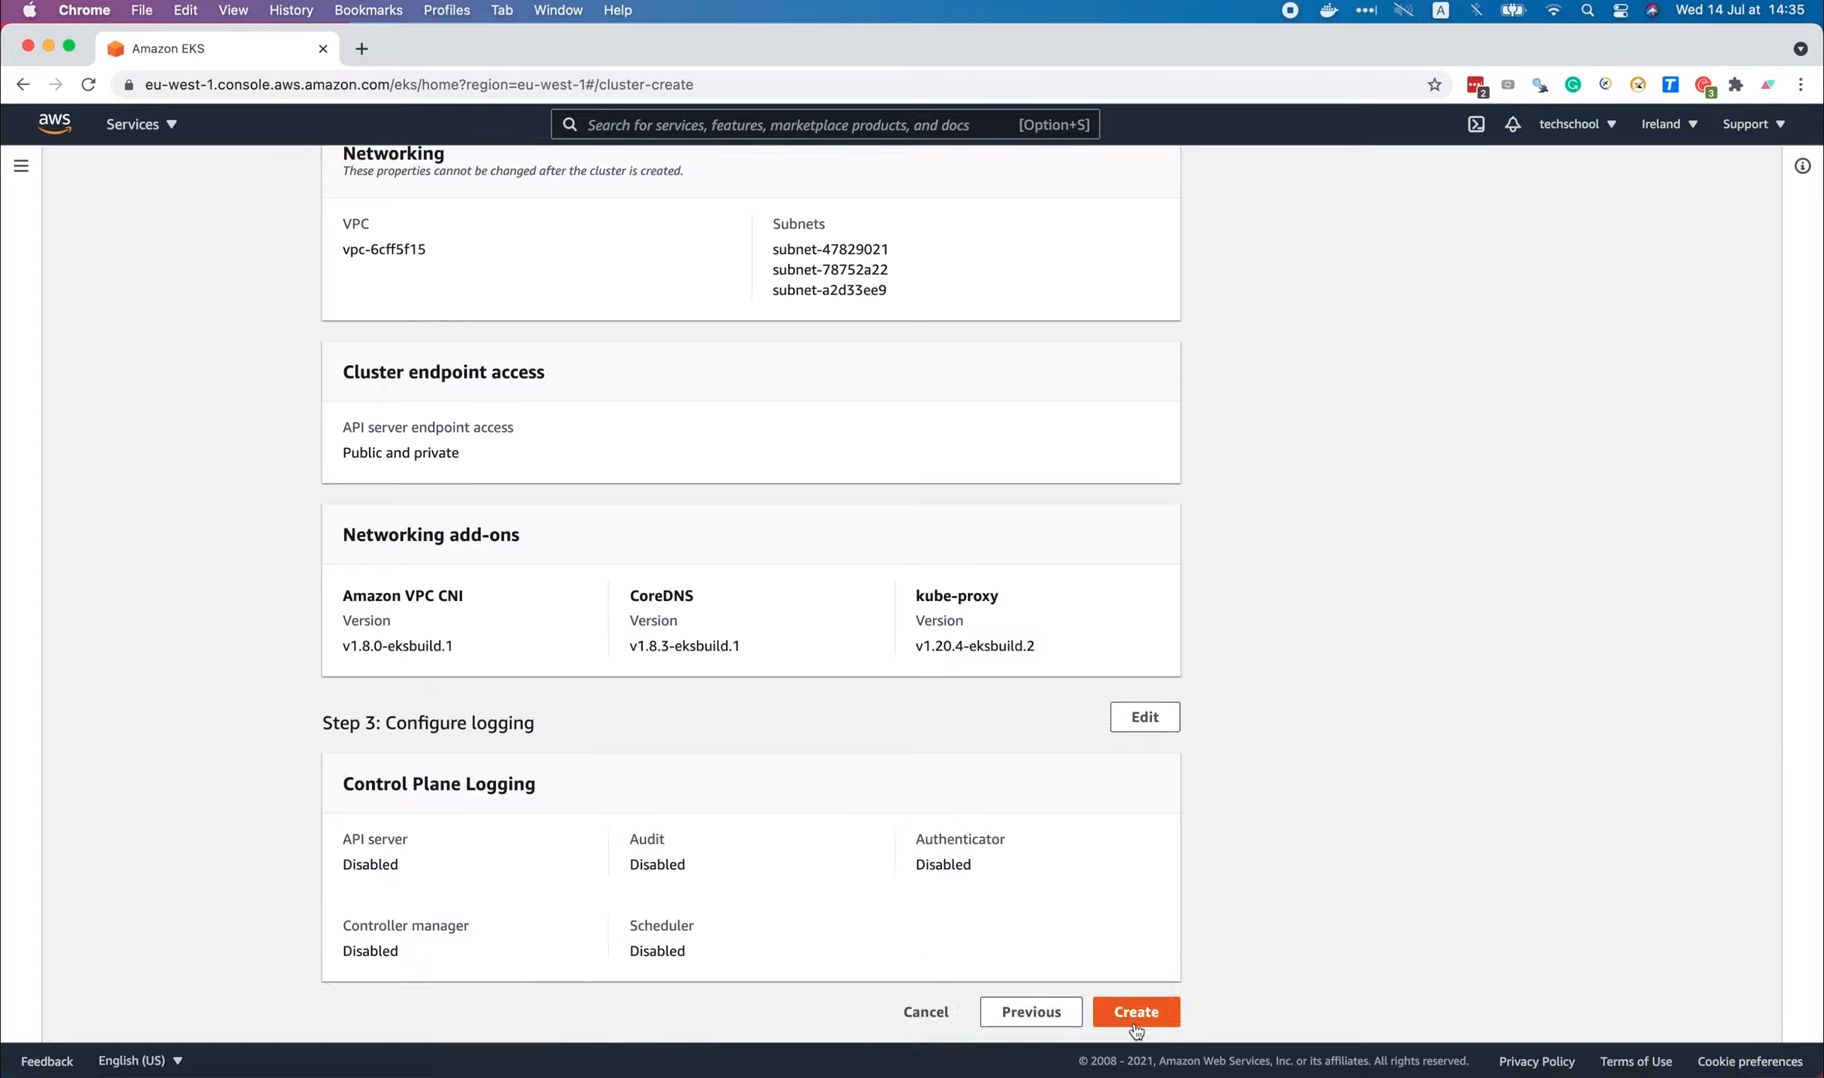 Chrome File Edit View History Bookmarks Profiles Tab Window Help
A
Wed 14 Jul at 14:35
Amazon EKS
eu-west-1.console.aws.amazon.com/eks/home?region=eu-west-1#/cluster-create
2
T
3
aws
Services
Search for services, features, marketplace products, and docs [Option+S]
techschool
Ireland
Support
Networking
These properties cannot be changed after the cluster is created.
VPC
vpc-6cff5f15
Subnets
subnet-47829021
subnet-78752a22
subnet-a2d33ee9
Cluster endpoint access
API server endpoint access
Public and private
Networking add-ons
Amazon VPC CNI
Version
v1.8.0-eksbuild.1
CoreDNS
Version
v1.8.3-eksbuild.1
kube-proxy
Version
v1.20.4-eksbuild.2
Step 3: Configure logging
Edit
Control Plane Logging
API server
Disabled
Audit
Disabled
Authenticator
Disabled
Controller manager
Disabled
Scheduler
Disabled
Cancel
Previous
Create
Feedback
English (US)
© 2008 - 2021, Amazon Web Services, Inc. or its affiliates. All rights reserved.
Privacy Policy
Terms of Use
Cookie preferences